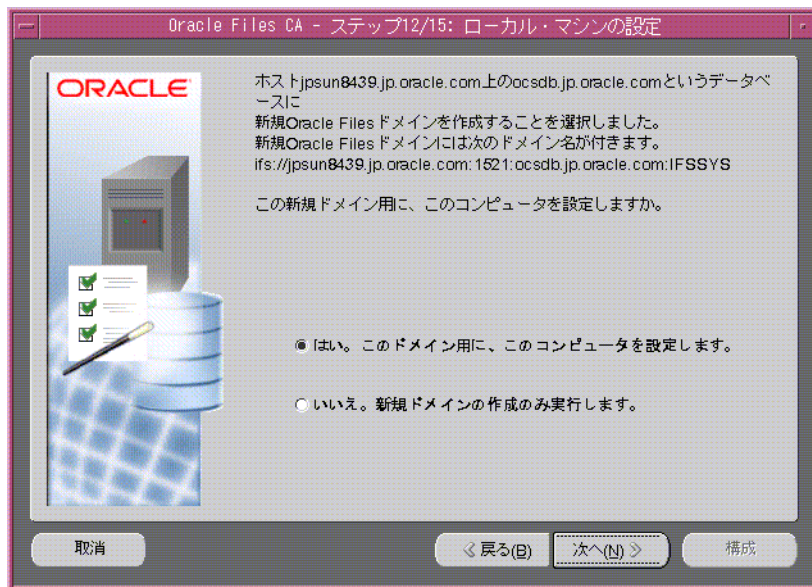 Oracle Files CA - ステップ12/15: ローカル・マシンの設定
ORACLE
ホストjpsun8439.jp.oracle.com上のocsdb.jp.oracle.comというデータベ
ースに
新規Oracle Filesドメインを作成することを選択しました。
新規Oracle Filesドメインには次のドメイン名が付きます。
ifs://jpsun8439.jp.oracle.com:1521:ocsdb.jp.oracle.com:IFSSYS
この新規ドメイン用に、このコンピュータを設定しますか。
はい。このドメイン用に、このコンピュータを設定します。
いいえ。新規ドメインの作成のみ実行します。
取消
戻る(B)
次へ(N)
構成